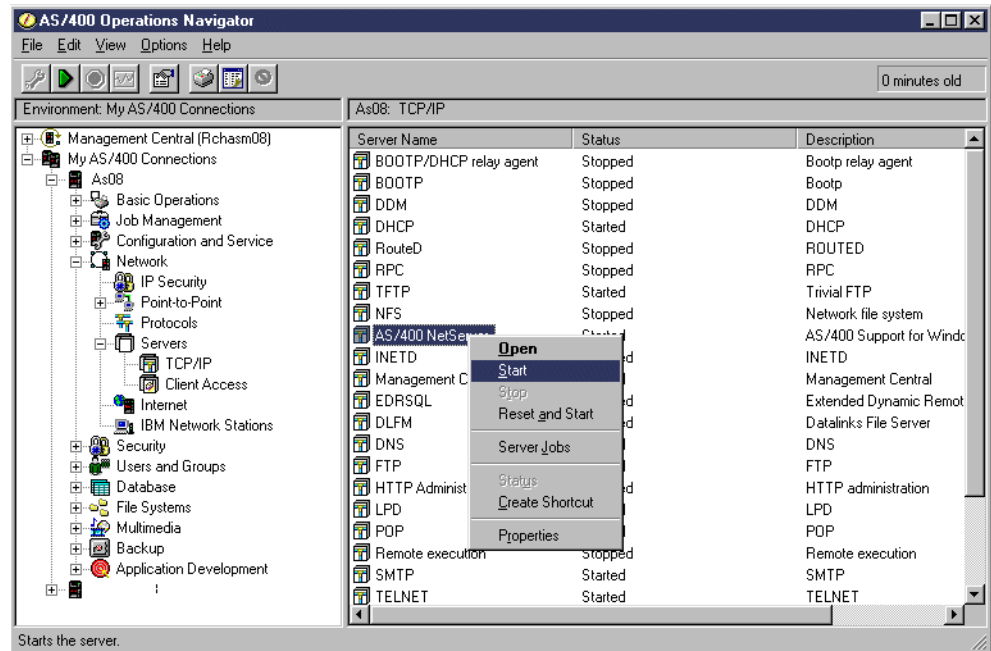 AS/400 Operations Navigator
File Edit View Options Help
0 minutes old
Environment: My AS/400 Connections
As08: TCP/IP
Management Central (Rchasm08)
My AS/400 Connections
As08
Basic Operations
Job Management
Configuration and Service
Network
IP Security
Point-to-Point
Protocols
Servers
TCP/IP
Client Access
Internet
IBM Network Stations
Security
Users and Groups
Database
File Systems
Multimedia
Backup
Application Development
Server Name Status Description
BOOTP/DHCP relay agent Stopped Bootp relay agent
BOOTP Stopped Bootp
DDM Stopped DDM
DHCP Started DHCP
RouteD Stopped ROUTED
RPC Stopped RPC
TFTP Started Trivial FTP
NFS Stopped Network file system
AS/400 NetServer Started AS/400 Support for Windo
INETD INETD
Management C Management Central
EDRSQL Extended Dynamic Remot
DLFM Datalinks File Server
DNS DNS
FTP FTP
HTTP Administ HTTP administration
LPD LPD
POP POP
Remote execution Stopped Remote execution
SMTP Started SMTP
TELNET Started TELNET
Open
Start
Stop
Reset and Start
Server Jobs
Status
Create Shortcut
Properties
Starts the server.